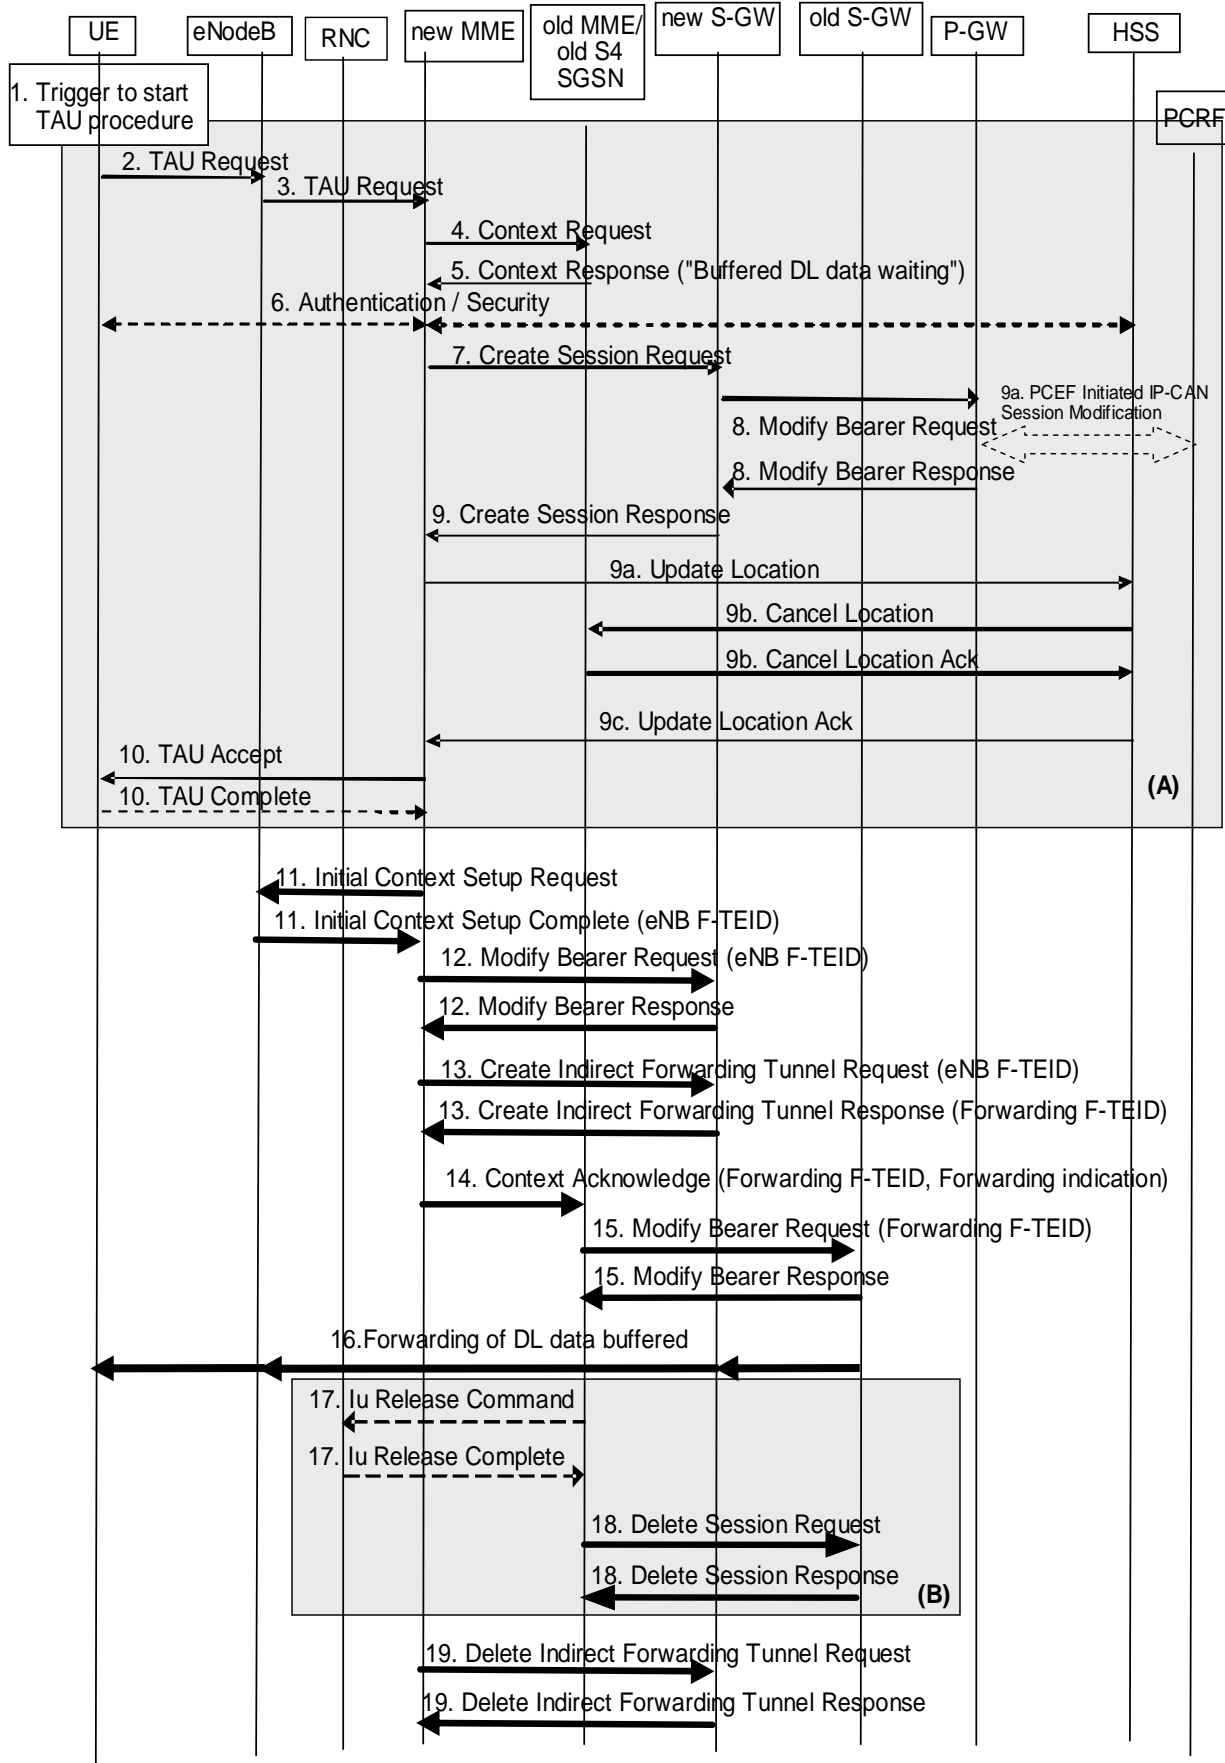 UE
eNodeB
RNC
new MME
old MME/
old S4
SGSN
new S-GW
old S-GW
P-GW
HSS
PCRF
1. Trigger to start
TAU procedure
2. TAU Request
3. TAU Request
4. Context Request
5. Context Response ("Buffered DL data waiting")
6. Authentication / Security
7. Create Session Request
9a. PCEF Initiated IP-CAN
Session Modification
8. Modify Bearer Request
8. Modify Bearer Response
9. Create Session Response
9a. Update Location
9b. Cancel Location
9b. Cancel Location Ack
9c. Update Location Ack
10. TAU Accept
10. TAU Complete
(A)
11. Initial Context Setup Request
11. Initial Context Setup Complete (eNB F-TEID)
12. Modify Bearer Request (eNB F-TEID)
12. Modify Bearer Response
13. Create Indirect Forwarding Tunnel Request (eNB F-TEID)
13. Create Indirect Forwarding Tunnel Response (Forwarding F-TEID)
14. Context Acknowledge (Forwarding F-TEID, Forwarding indication)
15. Modify Bearer Request (Forwarding F-TEID)
15. Modify Bearer Response
16.Forwarding of DL data buffered
17. Iu Release Command
17. Iu Release Complete
18. Delete Session Request
18. Delete Session Response
(B)
19. Delete Indirect Forwarding Tunnel Request
19. Delete Indirect Forwarding Tunnel Response